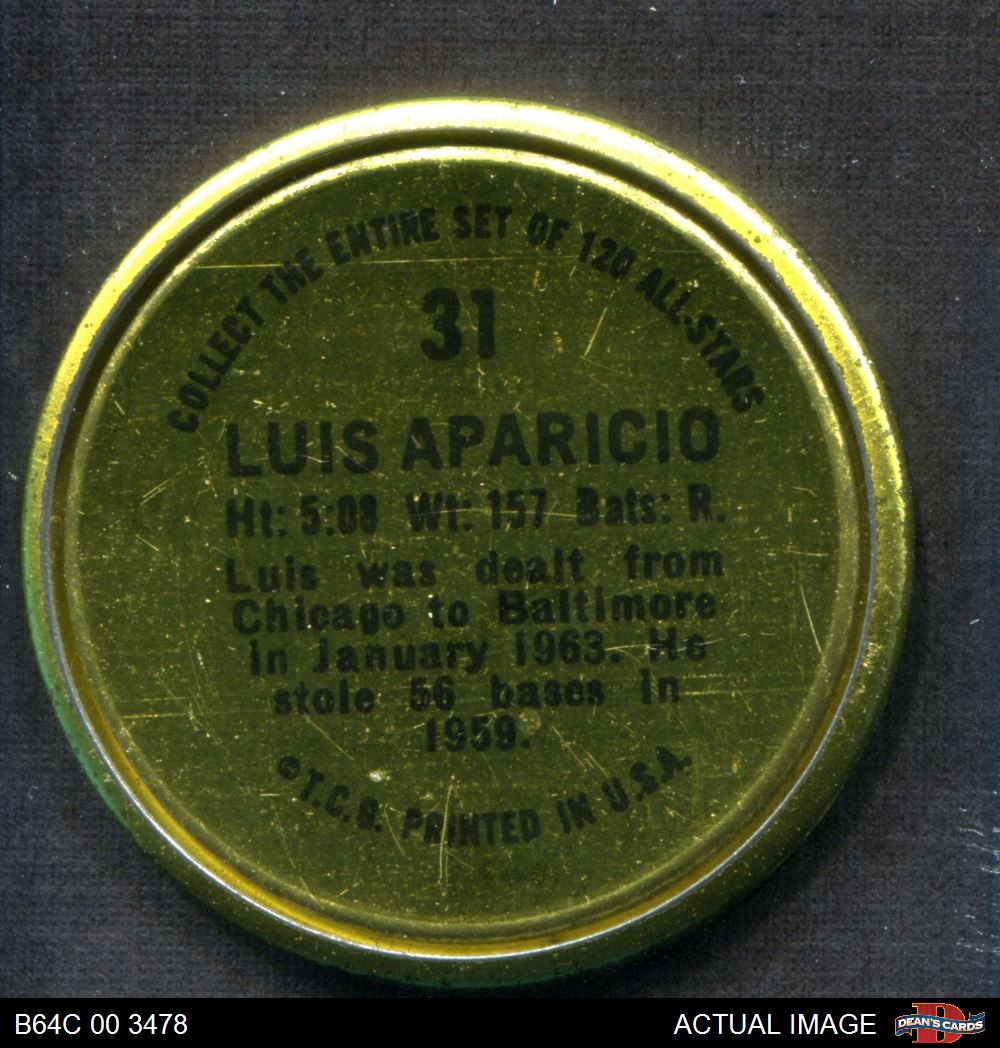 COLLECT THE ENTIRE SET OF 120 ALL-STARS
31
LUIS APARICIO
Ht: 5:08 Wt: 157 Bats: R.
Luis was dealt from
Chicago to Baltimore
in January 1963. He
stole 56 bases in
1959.
©T.C.G. PRINTED IN U.S.A.
B64C 00 3478
ACTUAL IMAGE
D
DEAN'S CARDS